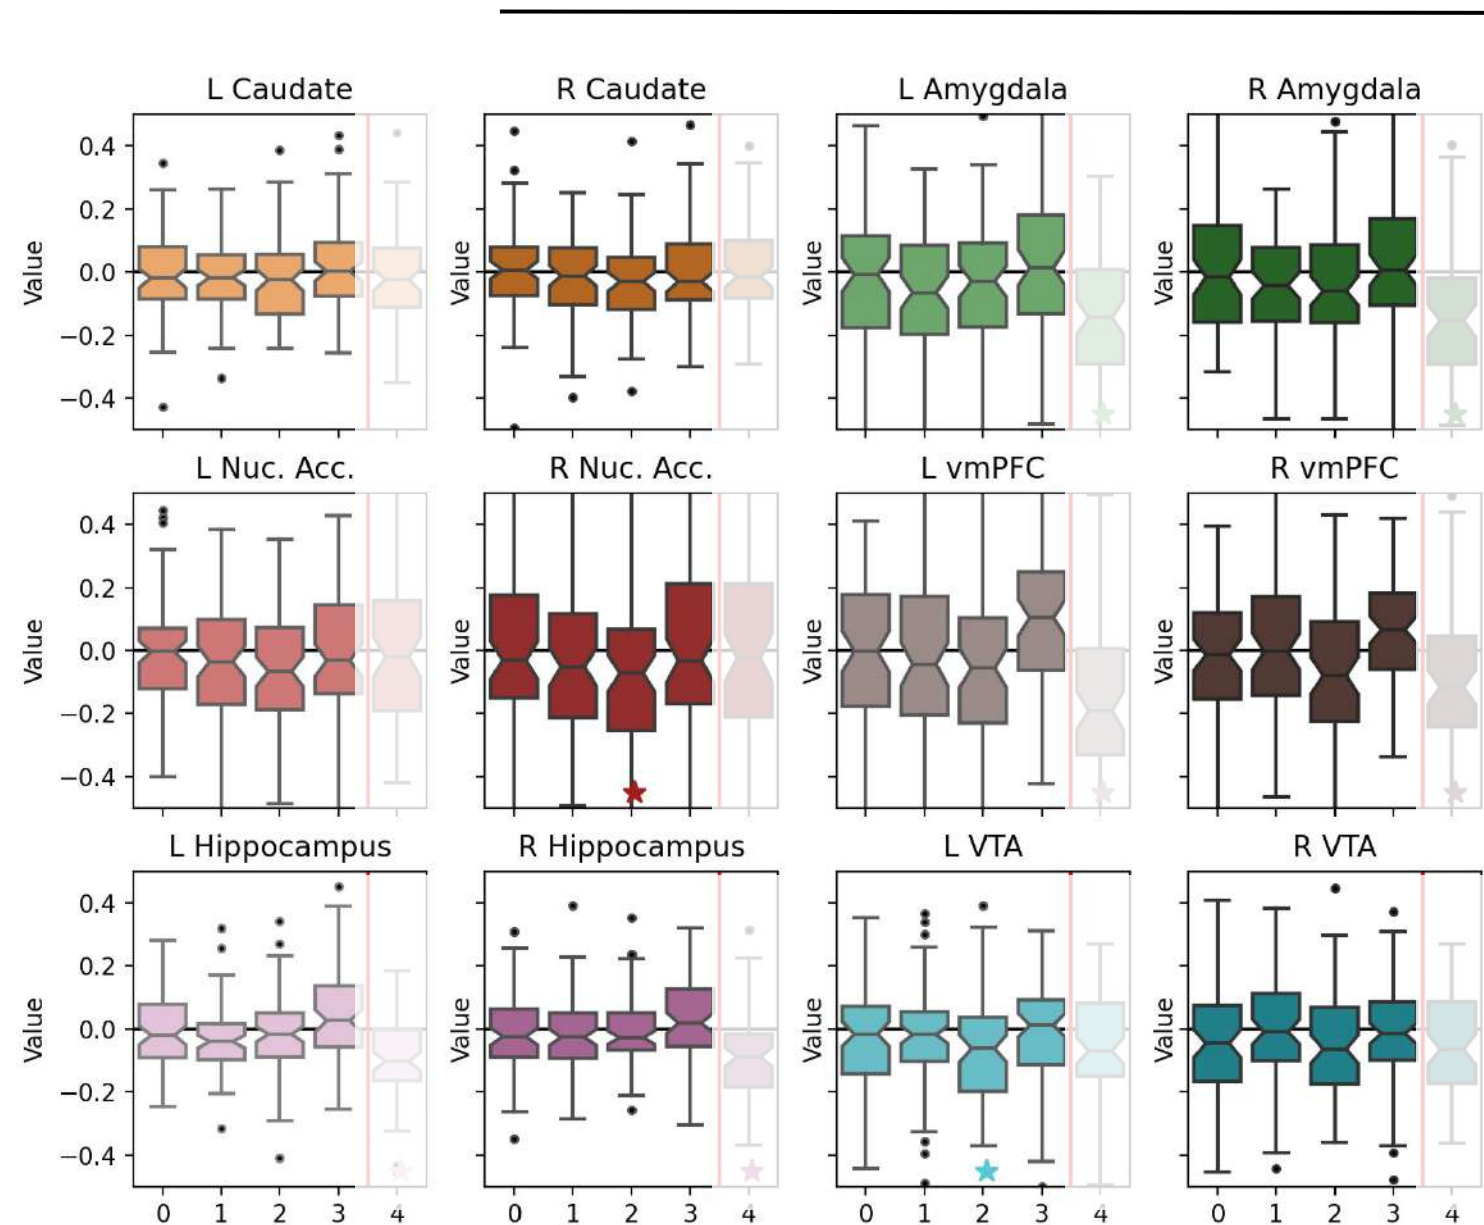 L Caudate R Caudate L Amygdala R Amygdala
0.4
0.2
0.0
−0.2
−0.4
Value Value Value Value
L Nuc. Acc. R Nuc. Acc. L vmPFC R vmPFC
0.4
0.2
0.0
−0.2
−0.4
Value Value Value Value
L Hippocampus R Hippocampus L VTA R VTA
0.4
0.2
0.0
−0.2
−0.4
Value Value Value Value
0 1 2 3 4 0 1 2 3 4 0 1 2 3 4 0 1 2 3 4